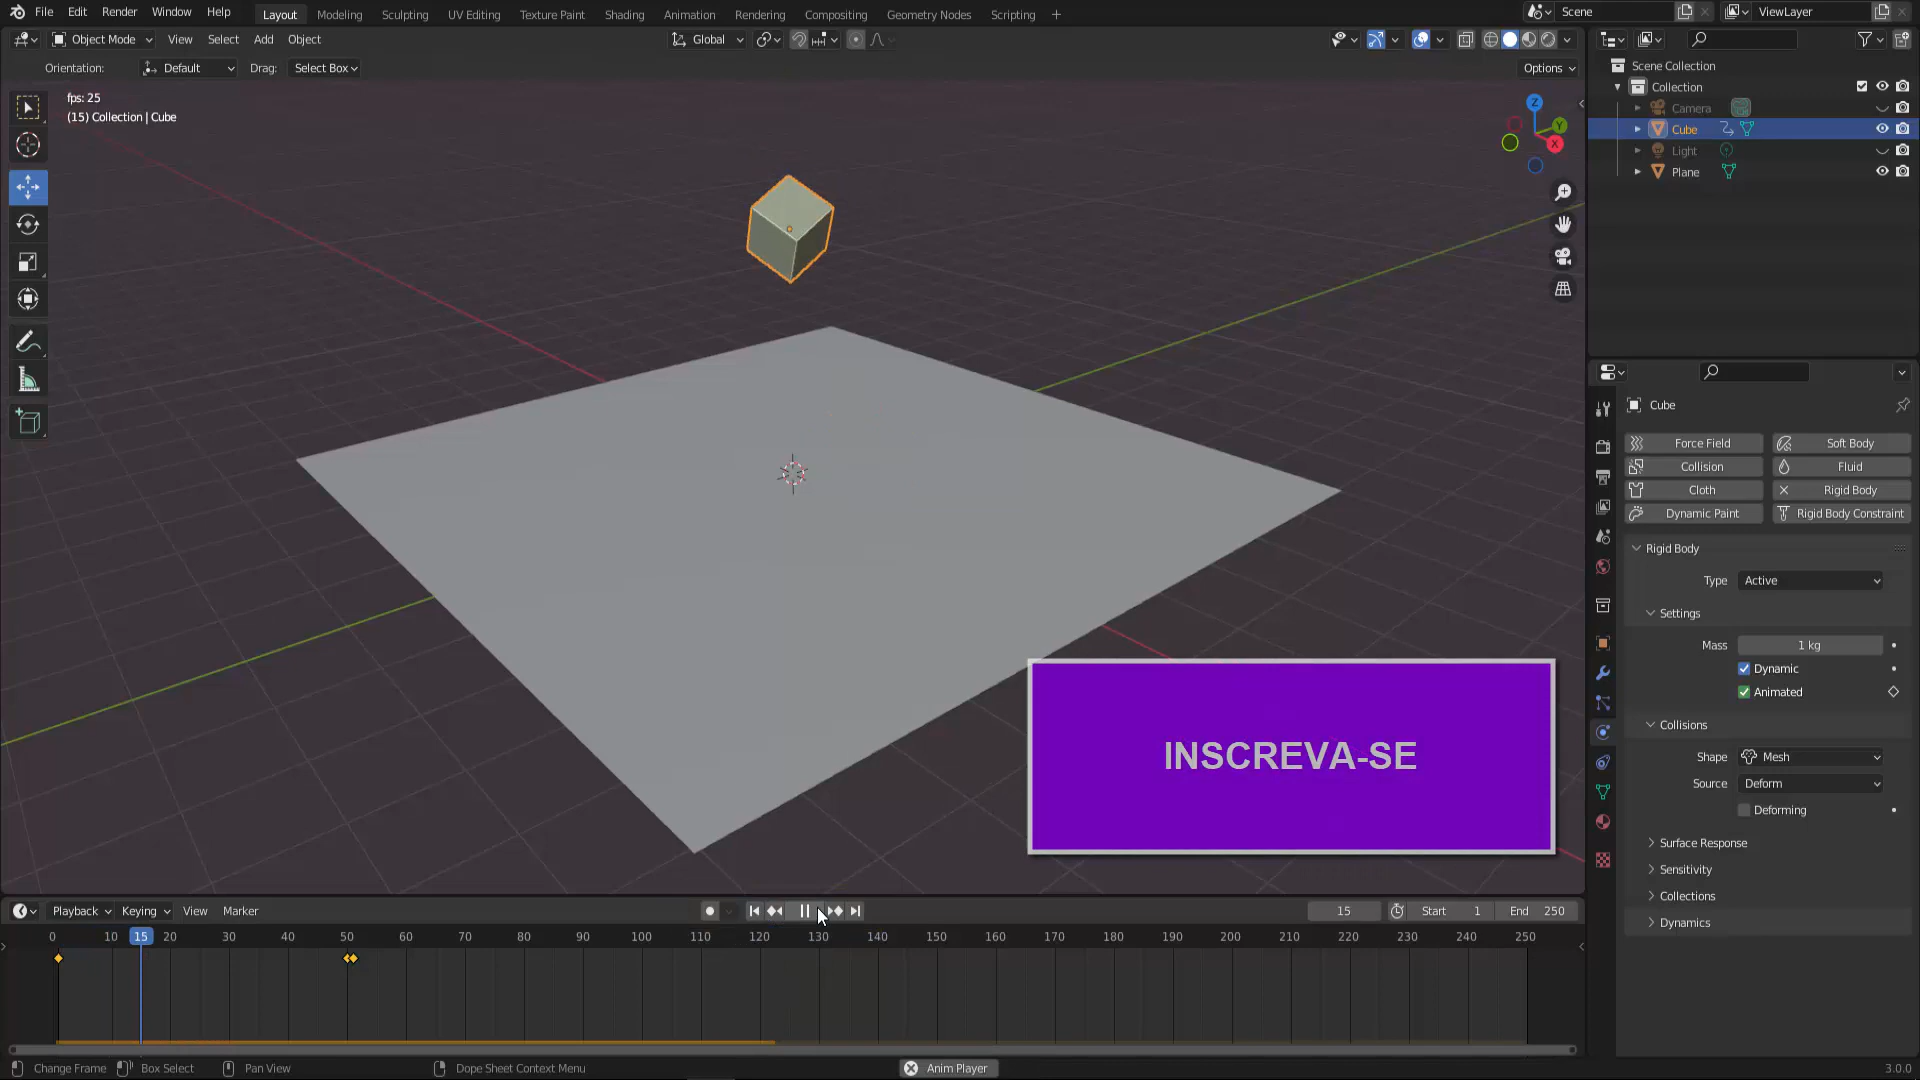 File Edit Render Window Help Layout Modeling Sculpting UV Editing Texture Paint Shading Animation Rendering Compositing Geometry Nodes Scripting + Scene ViewLayer
Object Mode View Select Add Object Global
Orientation: Default Drag: Select Box Options
fps: 25
(15) Collection | Cube
Z
Y
X
Scene Collection
Collection
Camera
Cube
Light
Plane
Cube
Force Field Soft Body
Collision Fluid
Cloth Rigid Body
Dynamic Paint Rigid Body Constraint
Rigid Body
Type Active
Settings
Mass 1 kg
Dynamic
Animated
Collisions
Shape Mesh
Source Deform
Deforming
Surface Response
Sensitivity
Collections
Dynamics
INSCREVA-SE
Playback Keying View Marker 15 Start 1 End 250
0 10 15 20 30 40 50 60 70 80 90 100 110 120 130 140 150 160 170 180 190 200 210 220 230 240 250
Change Frame Box Select Pan View Dope Sheet Context Menu Anim Player 3.0.0